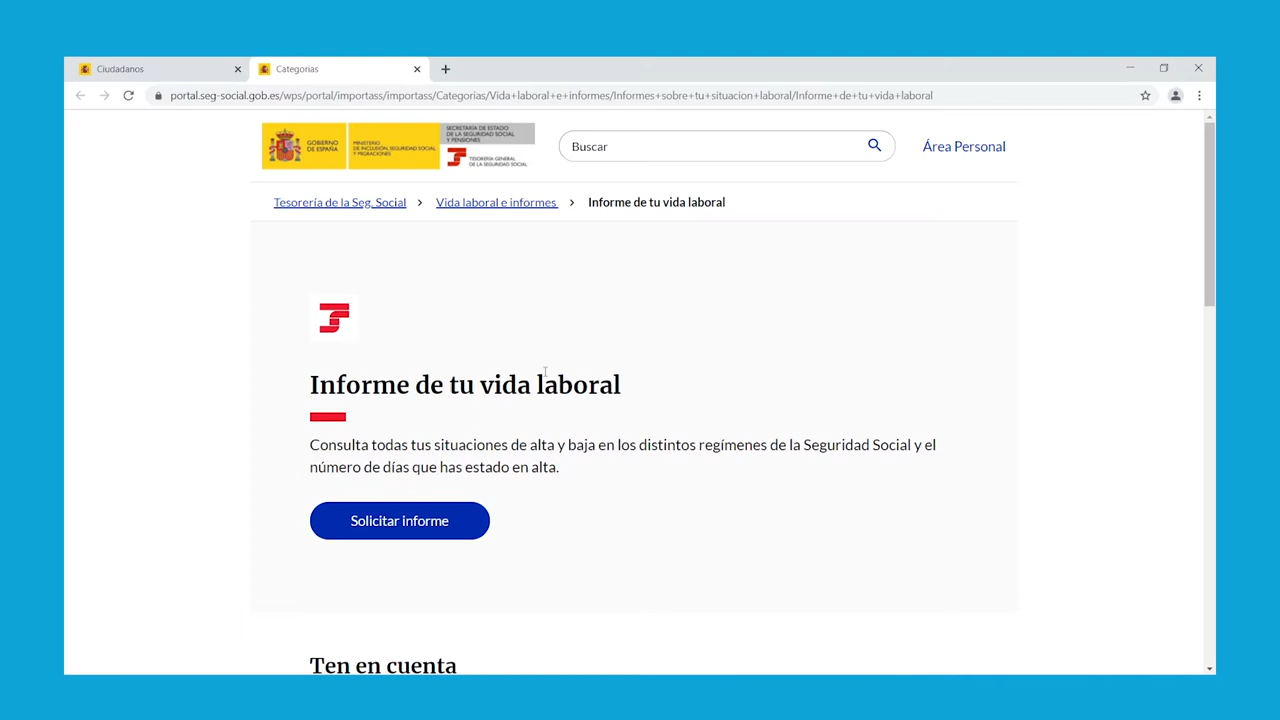 Ciudadanos
Categorias
portal.seg-social.gob.es/wps/portal/importass/importass/Categorias/Vida+laboral+e+informes/Informes+sobre+tu+situacion+laboral/Informe+de+tu+vida+laboral
GOBIERNO
DE ESPAÑA
MINISTERIO
DE INCLUSIÓN, SEGURIDAD SOCIAL
Y MIGRACIONES
SECRETARÍA DE ESTADO
DE LA SEGURIDAD SOCIAL
Y PENSIONES
TESORERÍA GENERAL
DE LA SEGURIDAD SOCIAL
Buscar
Área Personal
Tesorería de la Seg. Social > Vida laboral e informes > Informe de tu vida laboral
Informe de tu vida laboral
Consulta todas tus situaciones de alta y baja en los distintos regímenes de la Seguridad Social y el
número de días que has estado en alta.
Solicitar informe
Ten en cuenta